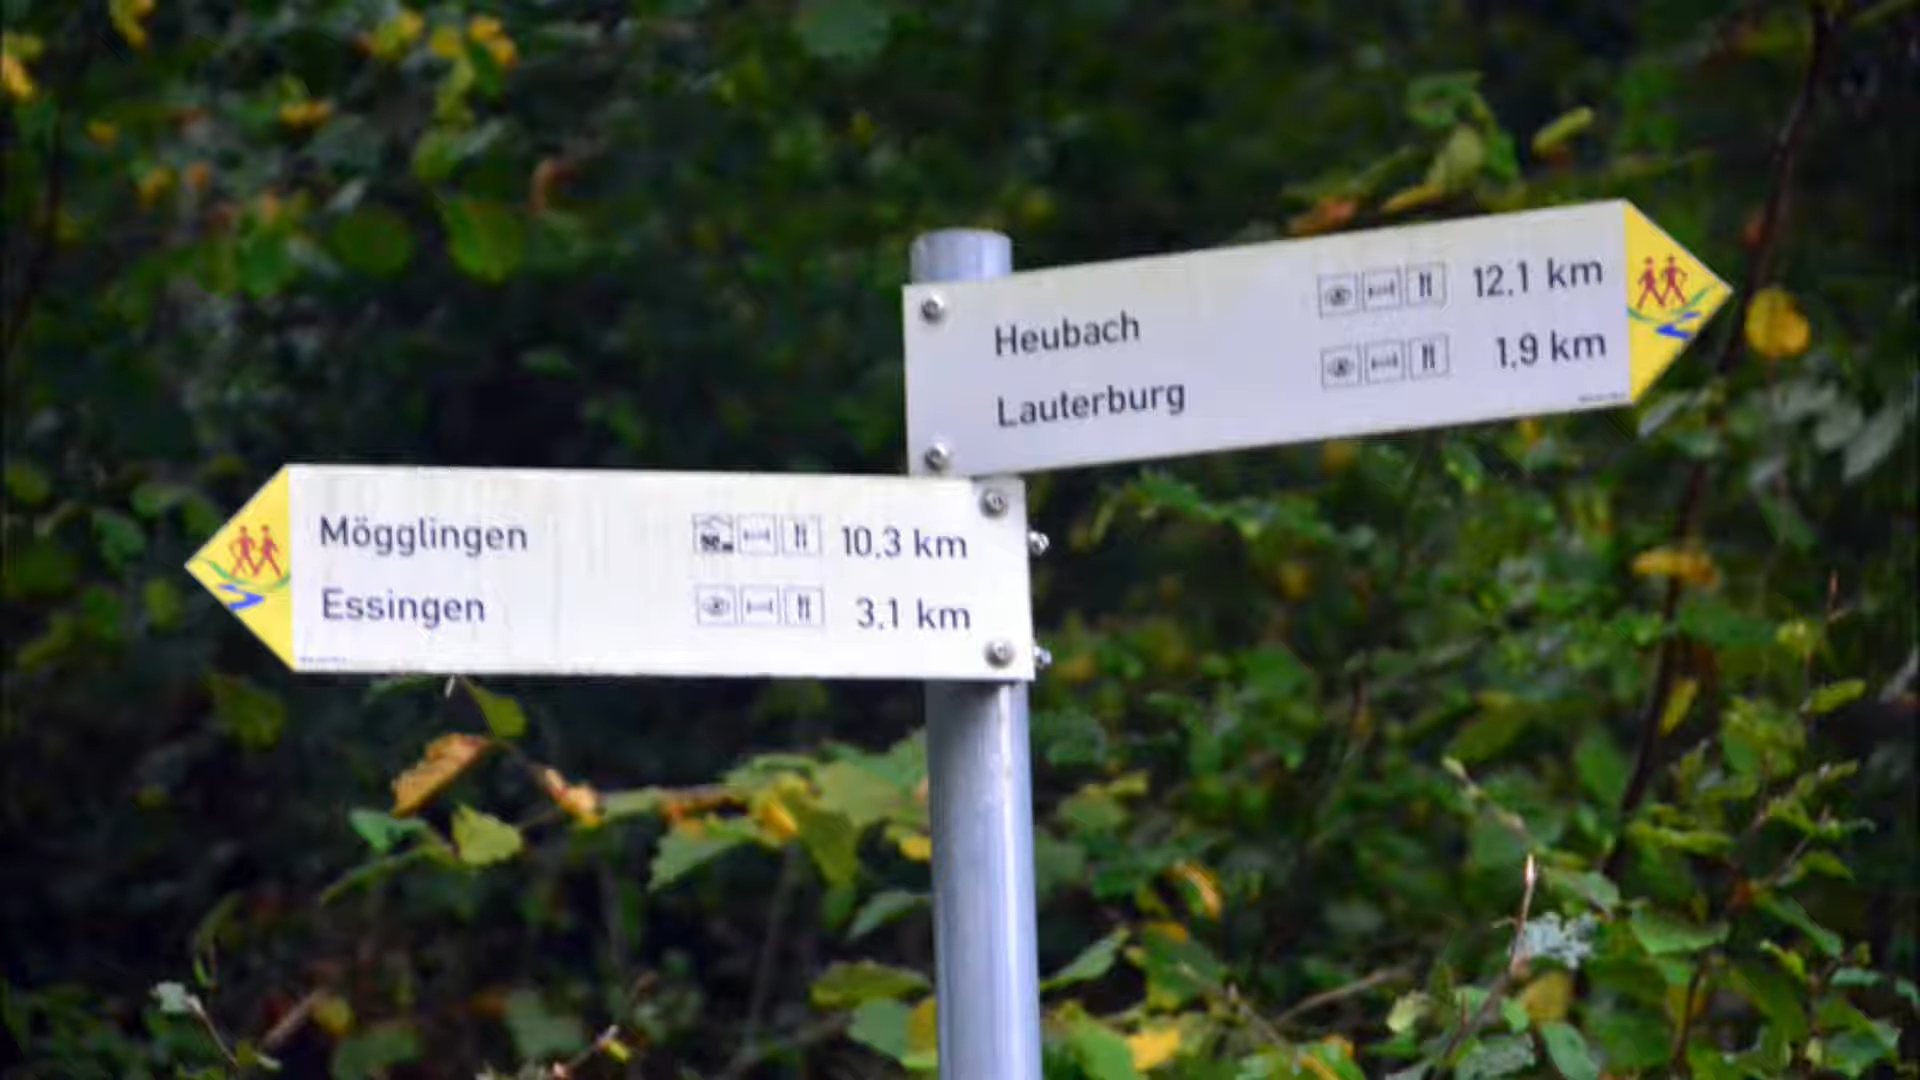 Heubach 12,1 km
Lauterburg 1,9 km
Mögglingen 10,3 km
Essingen 3,1 km